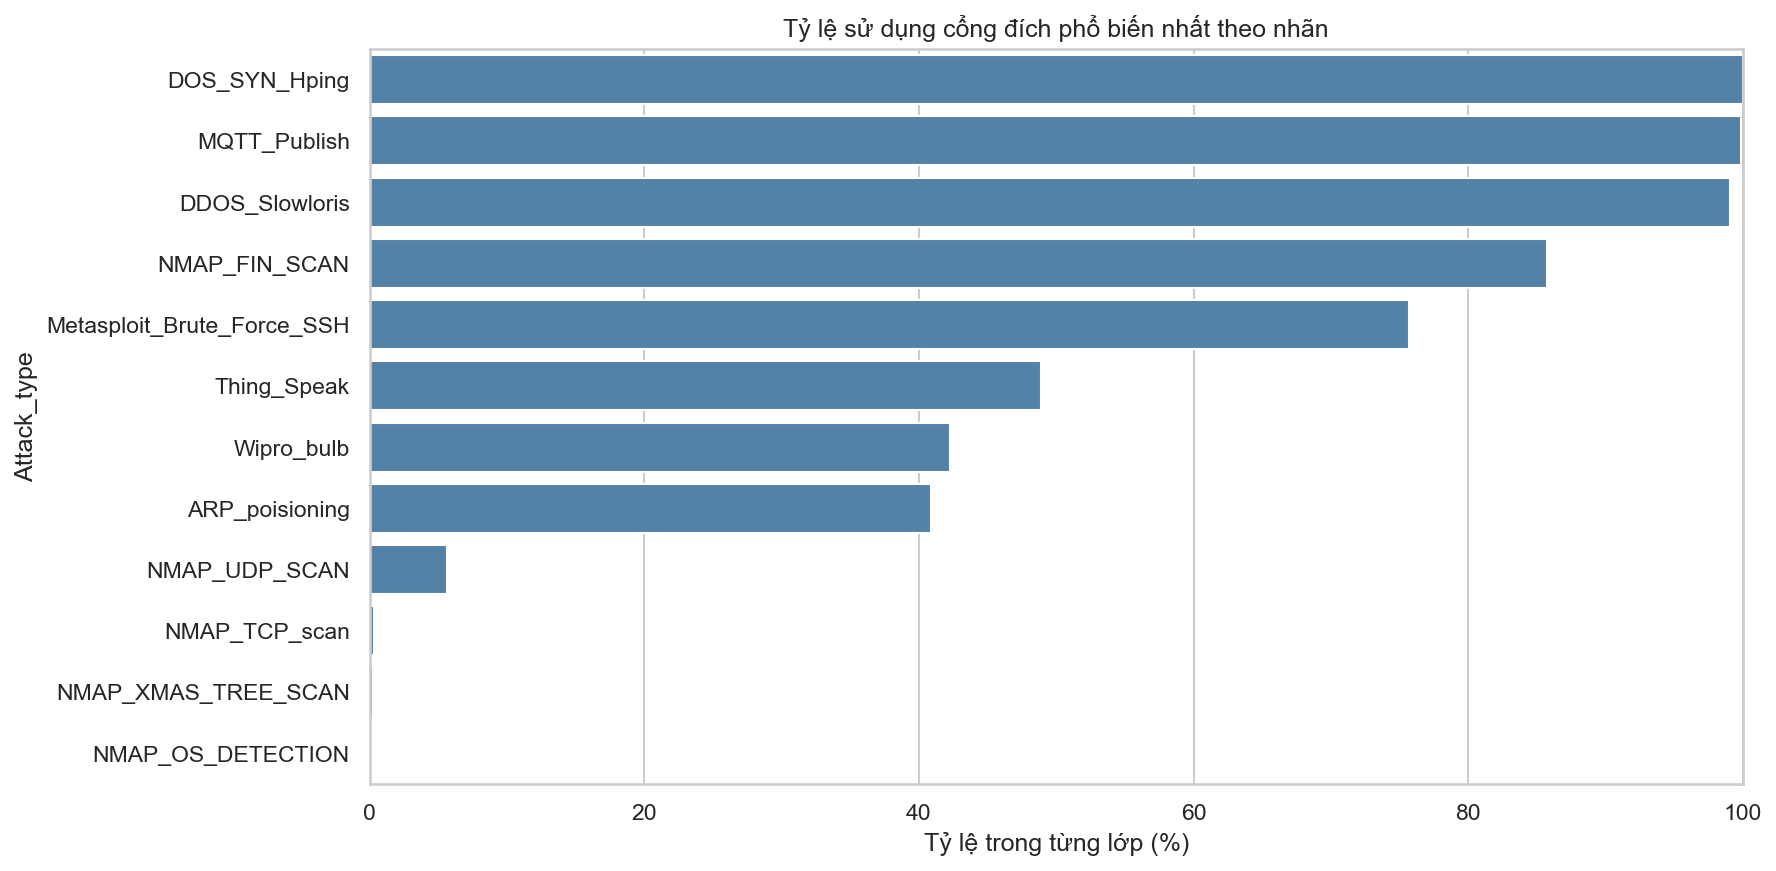 Tỷ lệ sử dụng cổng đích phổ biến nhất theo nhãn
DOS_SYN_Hping
MQTT_Publish
DDOS_Slowloris
NMAP_FIN_SCAN
Metasploit_Brute_Force_SSH
Thing_Speak
Wipro_bulb
ARP_poisioning
NMAP_UDP_SCAN
NMAP_TCP_scan
NMAP_XMAS_TREE_SCAN
NMAP_OS_DETECTION
Attack_type
0 20 40 60 80 100
Tỷ lệ trong từng lớp (%)